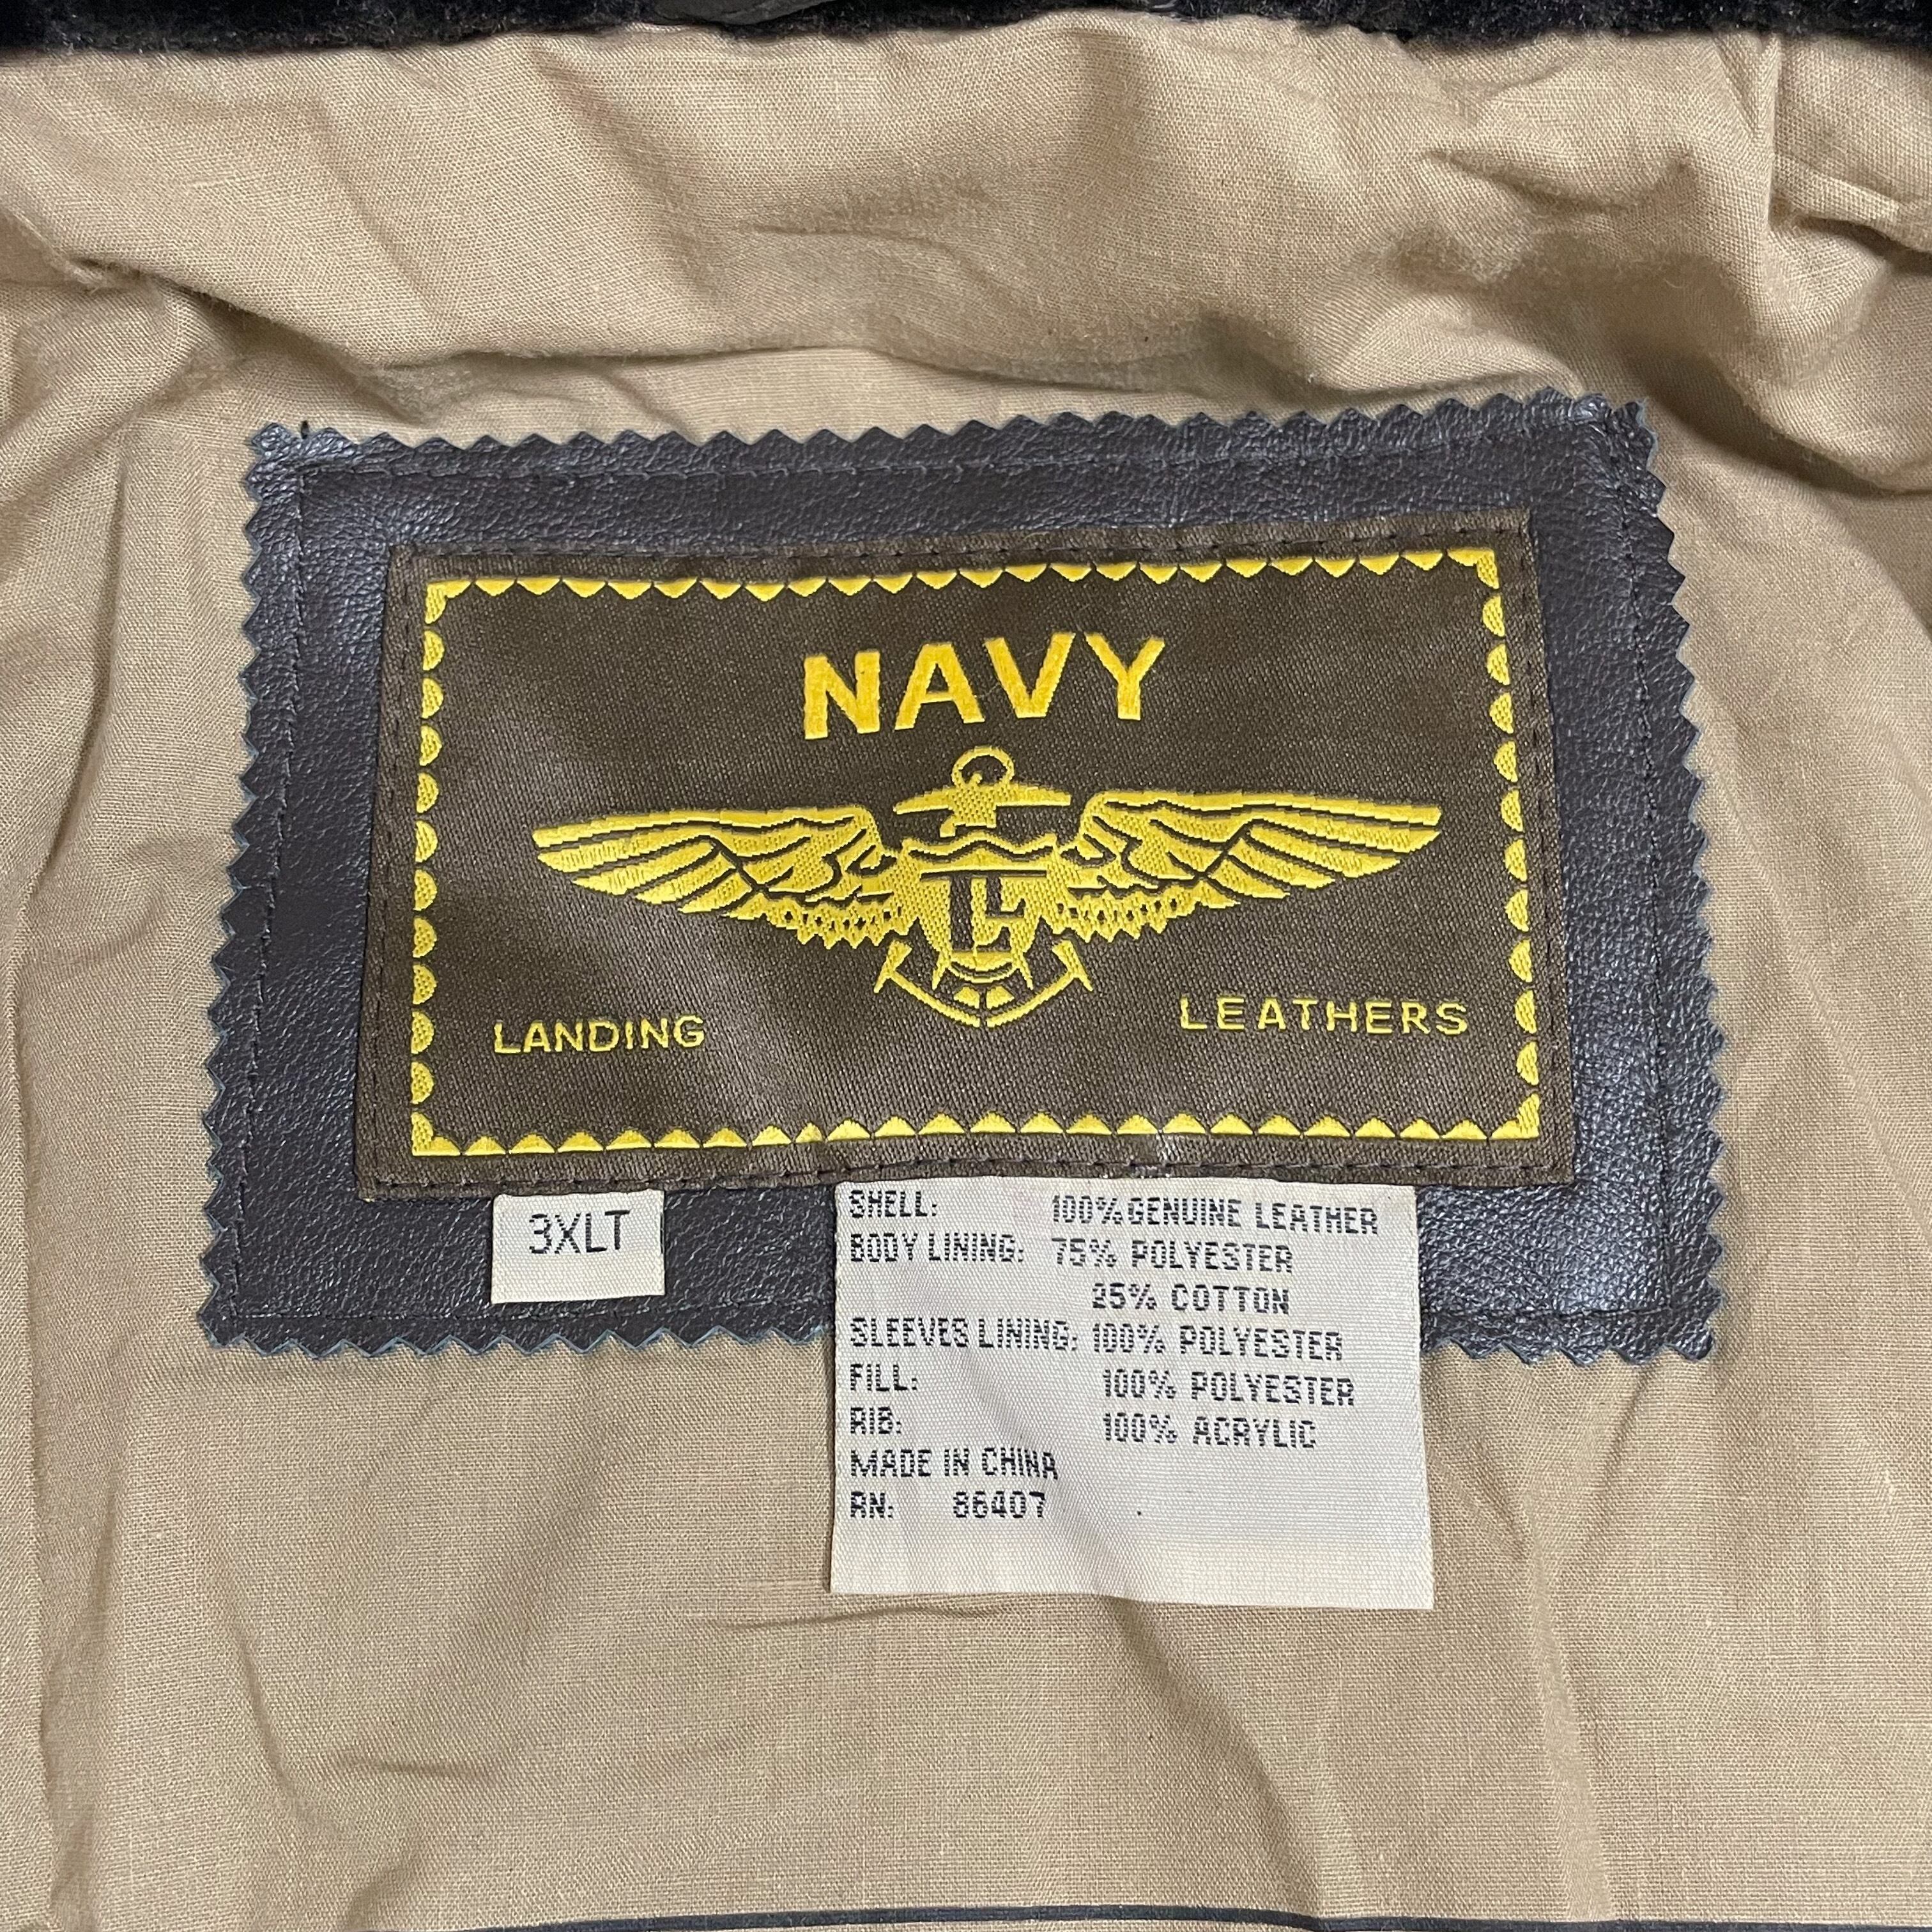 NAVY
L
LANDING LEATHERS
3XLT
SHELL: 100% GENUINE LEATHER
BODY LINING: 75% POLYESTER
25% COTTON
SLEEVES LINING: 100% POLYESTER
FILL: 100% POLYESTER
RIB: 100% ACRYLIC
MADE IN CHINA
RN: 86407